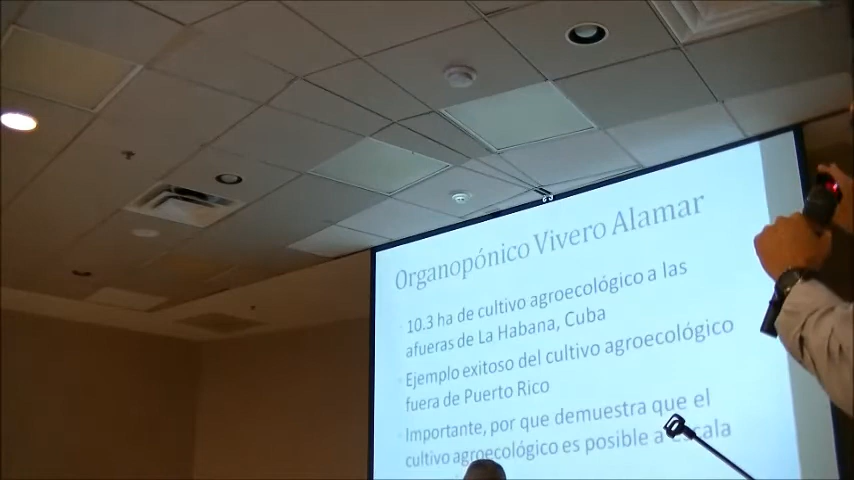 Organopónico Vivero Alamar
10.3 ha de cultivo agroecológico a las
afueras de La Habana, Cuba
Ejemplo exitoso del cultivo agroecológico
fuera de Puerto Rico
Importante, por que demuestra que el
cultivo agroecológico es posible a escala